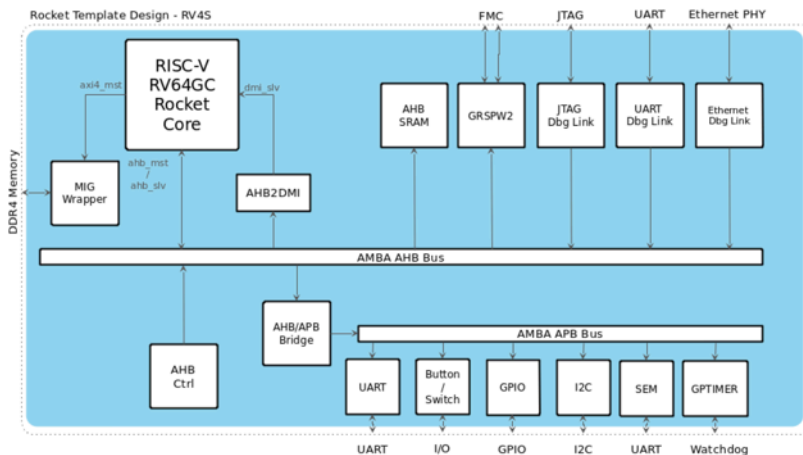 Rocket Template Design - RV4S
FMC
JTAG
UART
Ethernet PHY
RISC-V
RV64GC
Rocket
Core
axi4_mst
dmi_slv
AHB
SRAM
GRSPW2
JTAG
Dbg Link
UART
Dbg Link
Ethernet
Dbg Link
DDR4 Memory
MIG
Wrapper
ahb_mst
/
ahb_slv
AHB2DMI
AMBA AHB Bus
AHB/APB
Bridge
AMBA APB Bus
AHB
Ctrl
UART
Button
/
Switch
GPIO
I2C
SEM
GPTIMER
UART
I/O
GPIO
I2C
UART
Watchdog